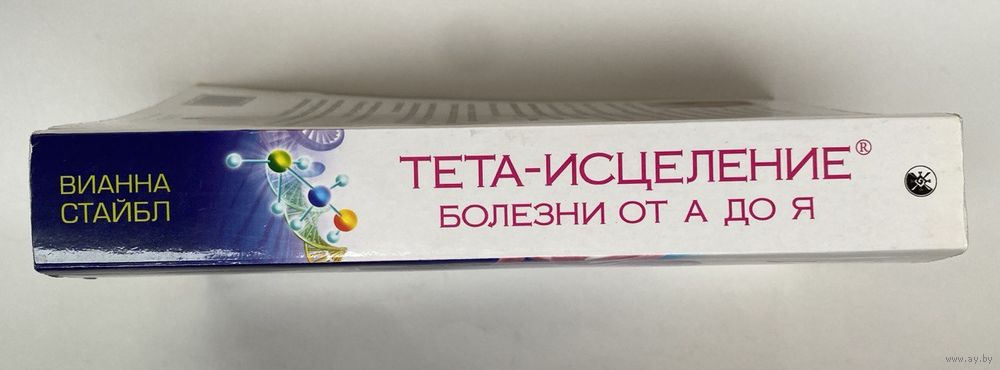 ВИАННА
СТАЙБЛ
ТЕТА-ИСЦЕЛЕНИЕ®
БОЛЕЗНИ ОТ А ДО Я
www.ay.by